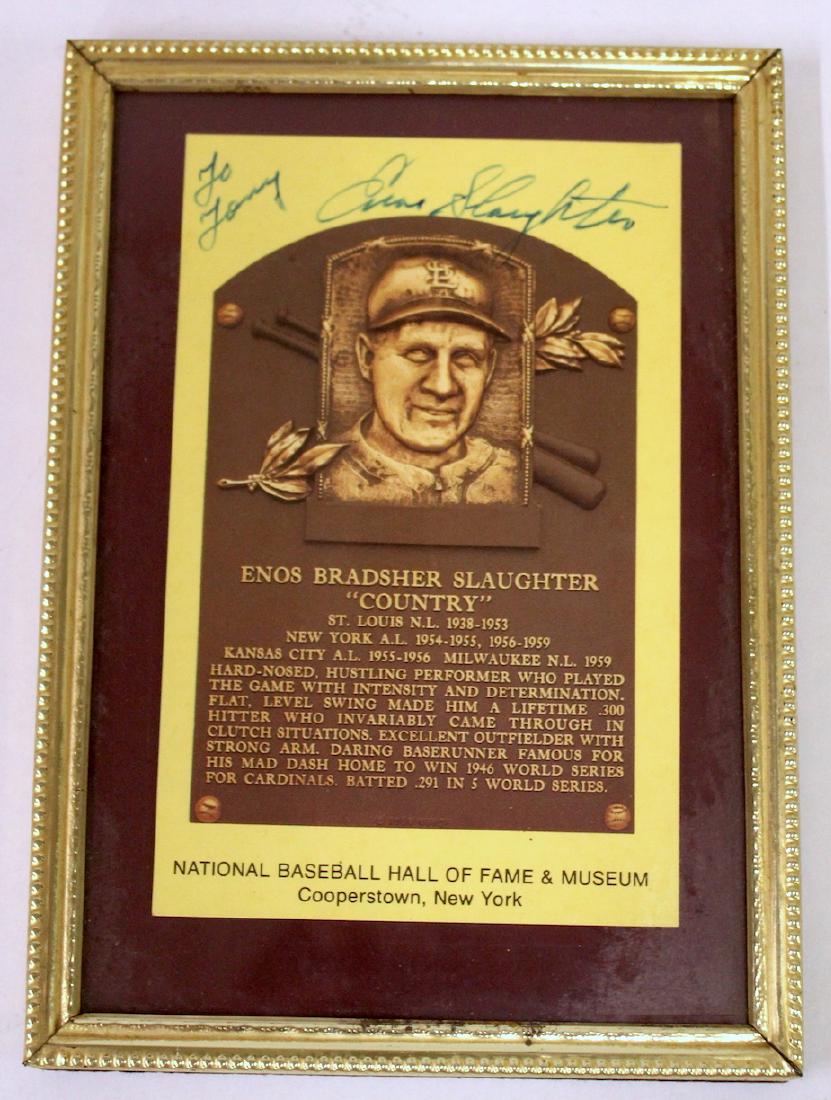 To
Tony
Enos Slaughter
STL
ENOS BRADSHER SLAUGHTER
"COUNTRY"
ST. LOUIS N.L. 1938-1953
NEW YORK A.L. 1954-1955, 1956-1959
KANSAS CITY A.L. 1955-1956 MILWAUKEE N.L. 1959
HARD-NOSED, HUSTLING PERFORMER WHO PLAYED
THE GAME WITH INTENSITY AND DETERMINATION.
FLAT, LEVEL SWING MADE HIM A LIFETIME .300
HITTER WHO INVARIABLY CAME THROUGH IN
CLUTCH SITUATIONS. EXCELLENT OUTFIELDER WITH
STRONG ARM. DARING BASERUNNER FAMOUS FOR
HIS MAD DASH HOME TO WIN 1946 WORLD SERIES
FOR CARDINALS. BATTED .291 IN 5 WORLD SERIES.
NATIONAL BASEBALL HALL OF FAME & MUSEUM
Cooperstown, New York